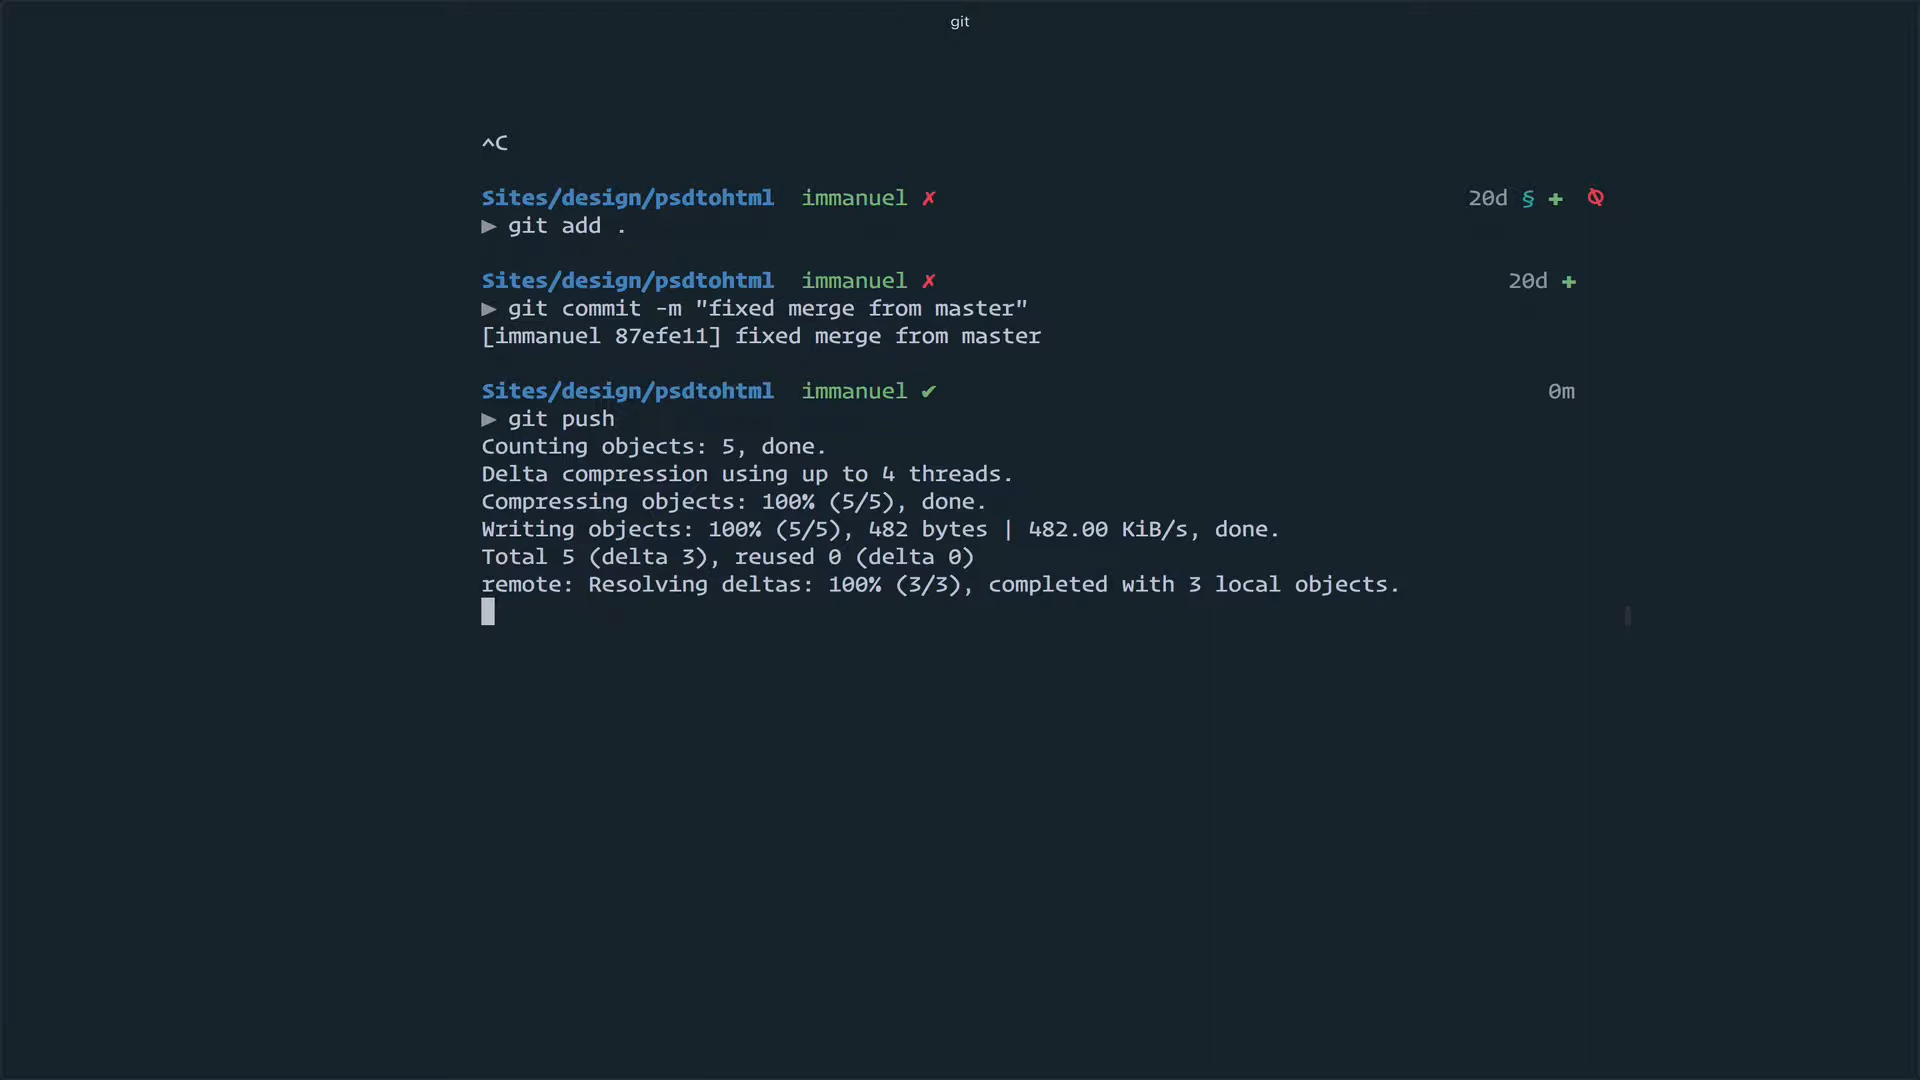 git
^C
Sites/design/psdtohtml immanuel ✗ 20d § ✚
▶ git add .
Sites/design/psdtohtml immanuel ✗ 20d ✚
▶ git commit -m "fixed merge from master"
[immanuel 87efe11] fixed merge from master
Sites/design/psdtohtml immanuel ✔ 0m
▶ git push
Counting objects: 5, done.
Delta compression using up to 4 threads.
Compressing objects: 100% (5/5), done.
Writing objects: 100% (5/5), 482 bytes | 482.00 KiB/s, done.
Total 5 (delta 3), reused 0 (delta 0)
remote: Resolving deltas: 100% (3/3), completed with 3 local objects.